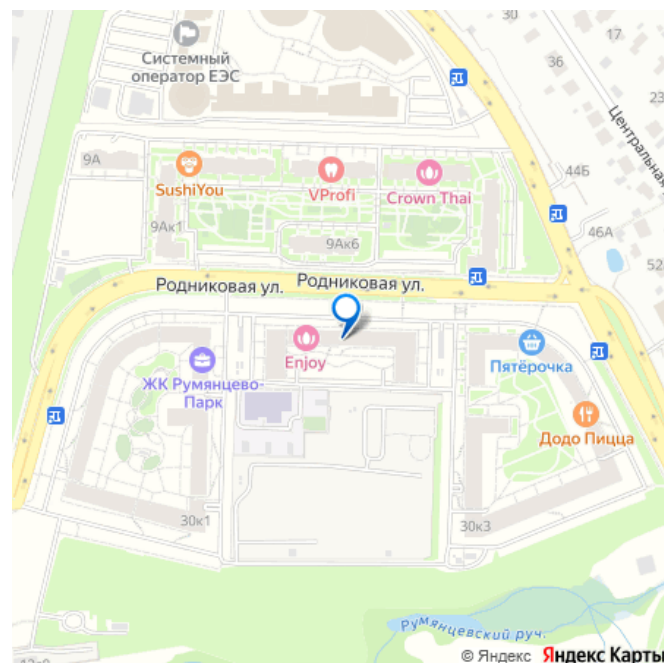 30
17
Системный
оператор ЕЭС
36
23
Центральная
9А
44Б
SushiYou
VProfi
Crown Thai
9Ак1
9Ак6
46А
52
Родниковая ул.
Родниковая ул.
Enjoy
Пятёрочка
ЖК Румянцево-
Парк
Додо Пицца
30к1
30к3
Румянцевский руч.
© Яндекс Яндекс Карты